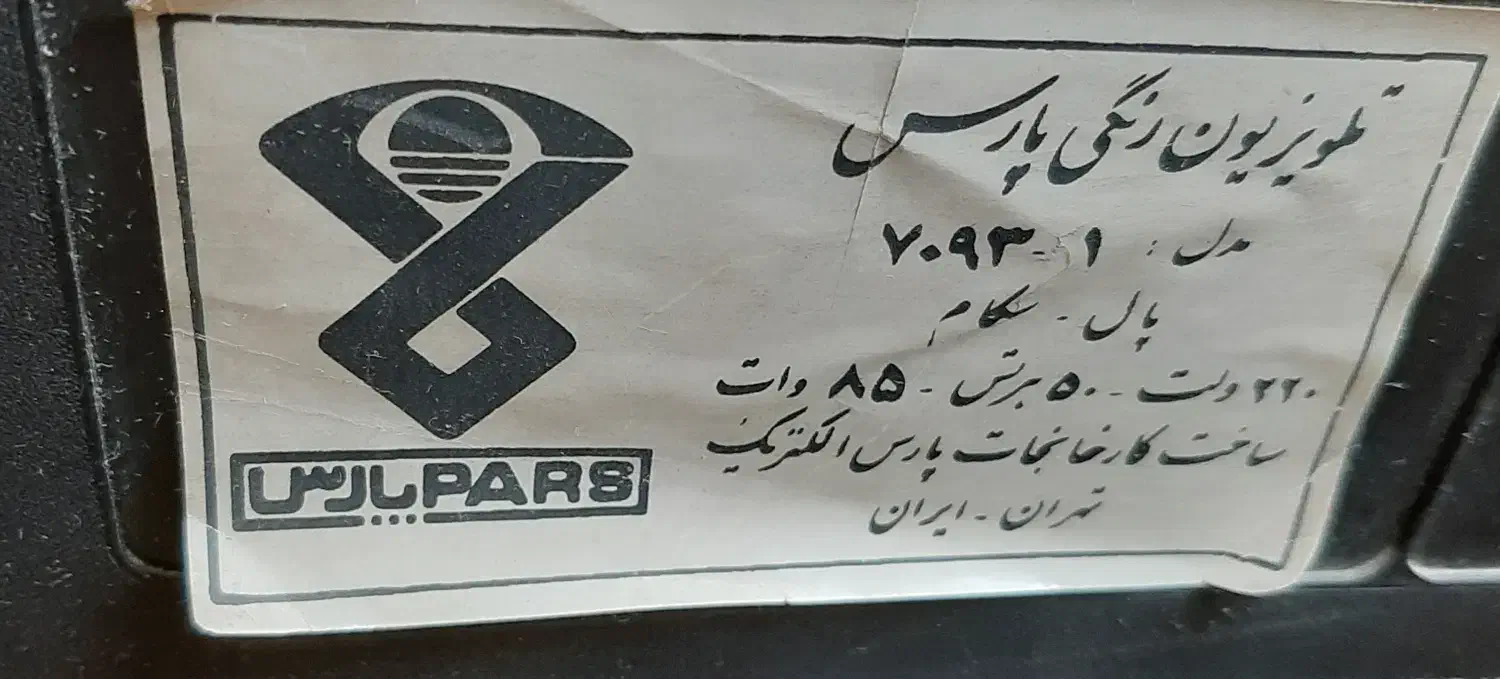 تلویزیون رنگی پارس
مدل : ۷۰۹۳-۱
پال - سکام
۲۲۰ ولت - ۵۰ هرتس - ۸۵ وات
ساخت کارخانجات پارس الکتریک
تهران - ایران
پارس PARS